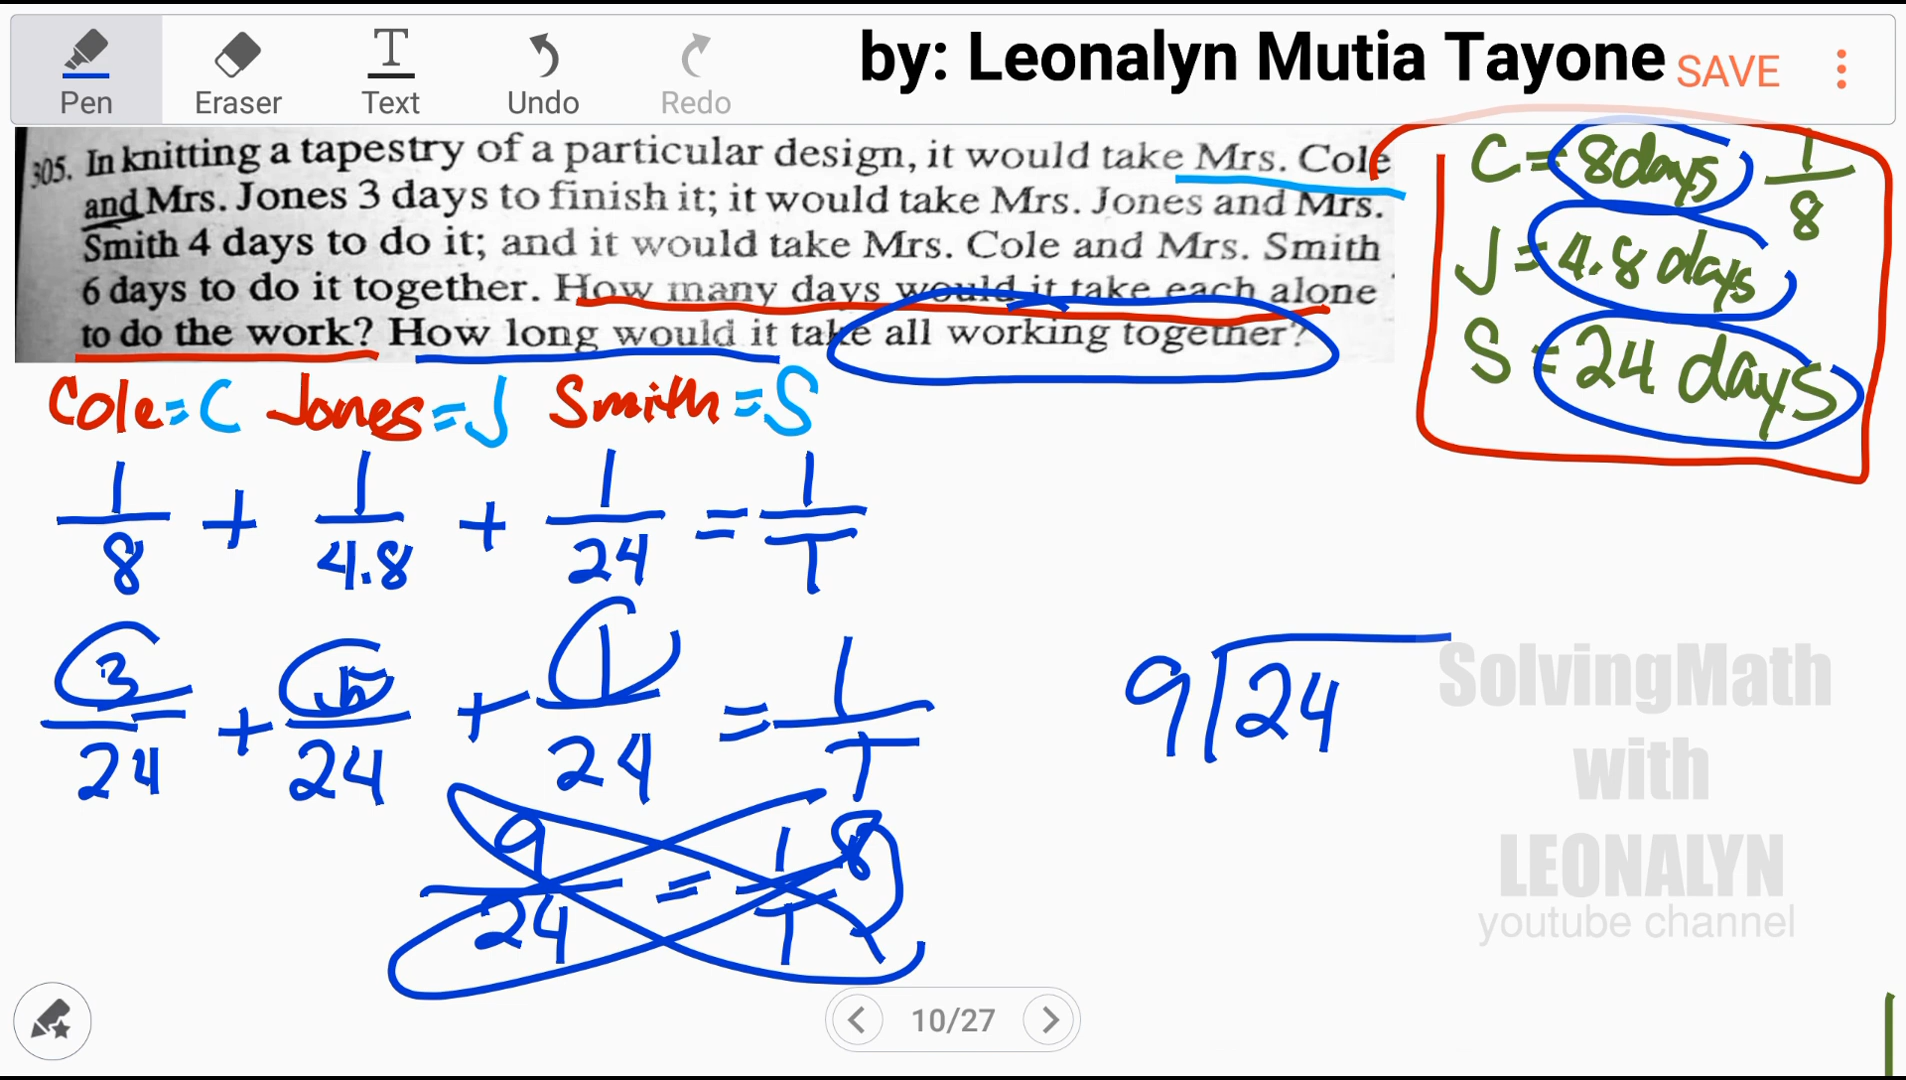 by: Leonalyn Mutia Tayone
SAVE
Pen Eraser Text Undo Redo
305. In knitting a tapestry of a particular design, it would take Mrs. Cole
and Mrs. Jones 3 days to finish it; it would take Mrs. Jones and Mrs.
Smith 4 days to do it; and it would take Mrs. Cole and Mrs. Smith
6 days to do it together. How many days would it take each alone
to do the work? How long would it take all working together?
C = 8 days 1/8
J = 4.8 days
S = 24 days
Cole = C Jones = J Smith = S
1/8 + 1/4.8 + 1/24 = 1/T
3/24 + 5/24 + 1/24 = 1/T
9/24 = 1/T 8
9 24
SolvingMath
with
LEONALYN
youtube channel
10/27